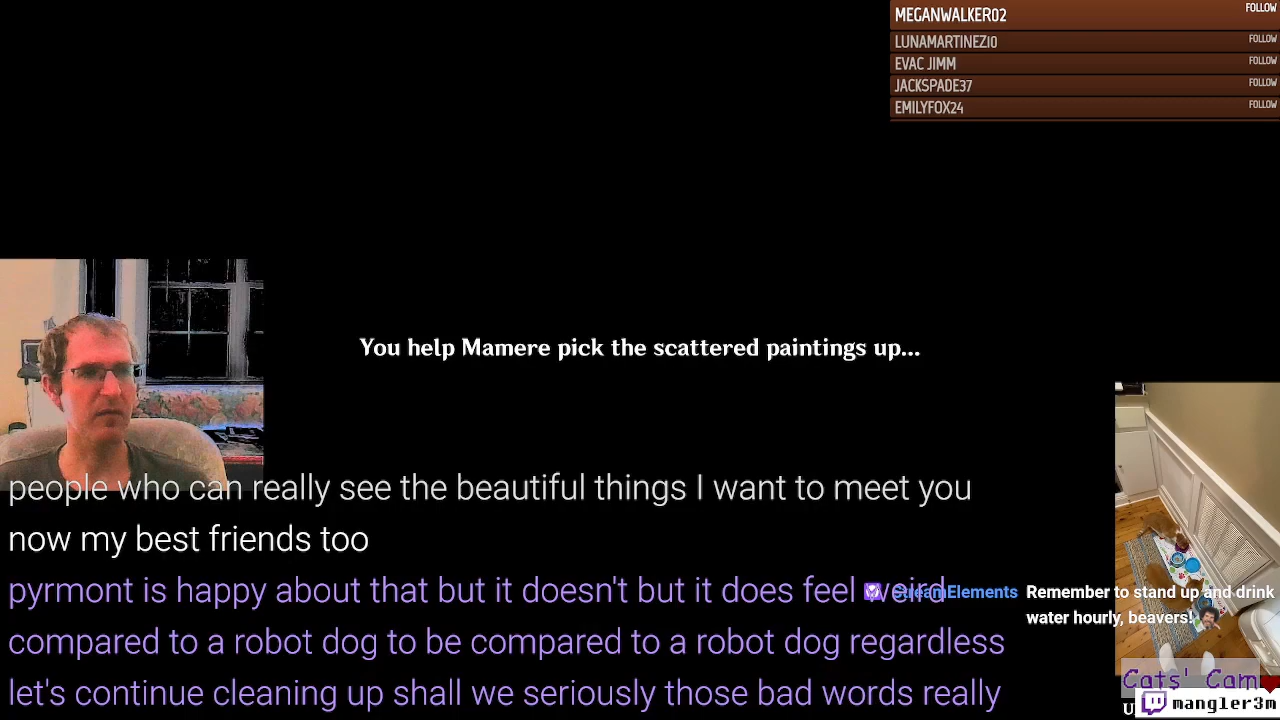 MEGANWALKER02 FOLLOW
LUNAMARTINEZ10 FOLLOW
EVAC JIMM FOLLOW
JACKSPADE37 FOLLOW
EMILYFOX24 FOLLOW
You help Mamere pick the scattered paintings up...
people who can really see the beautiful things I want to meet you
now my best friends too
pyrmont is happy about that but it doesn't but it does feel weird
compared to a robot dog to be compared to a robot dog regardless
let's continue cleaning up shall we seriously those bad words really
StreamElements Remember to stand up and drink
water hourly, beavers!
Cats' Cam
mangler3m